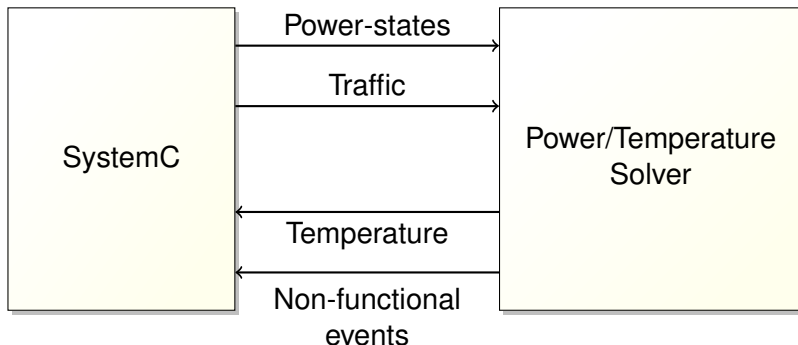 Power-states
Traffic
SystemC
Power/Temperature
Solver
Temperature
Non-functional
events